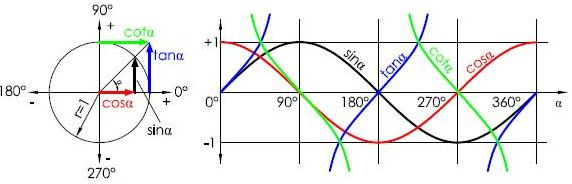 90°
+
cotα
tanα
180°
-
α
0°
+
cosα
r=1
sinα
-
270°
+1
sinα
tanα
cotα
cosα
0°
90°
180°
270°
360°
α
-1